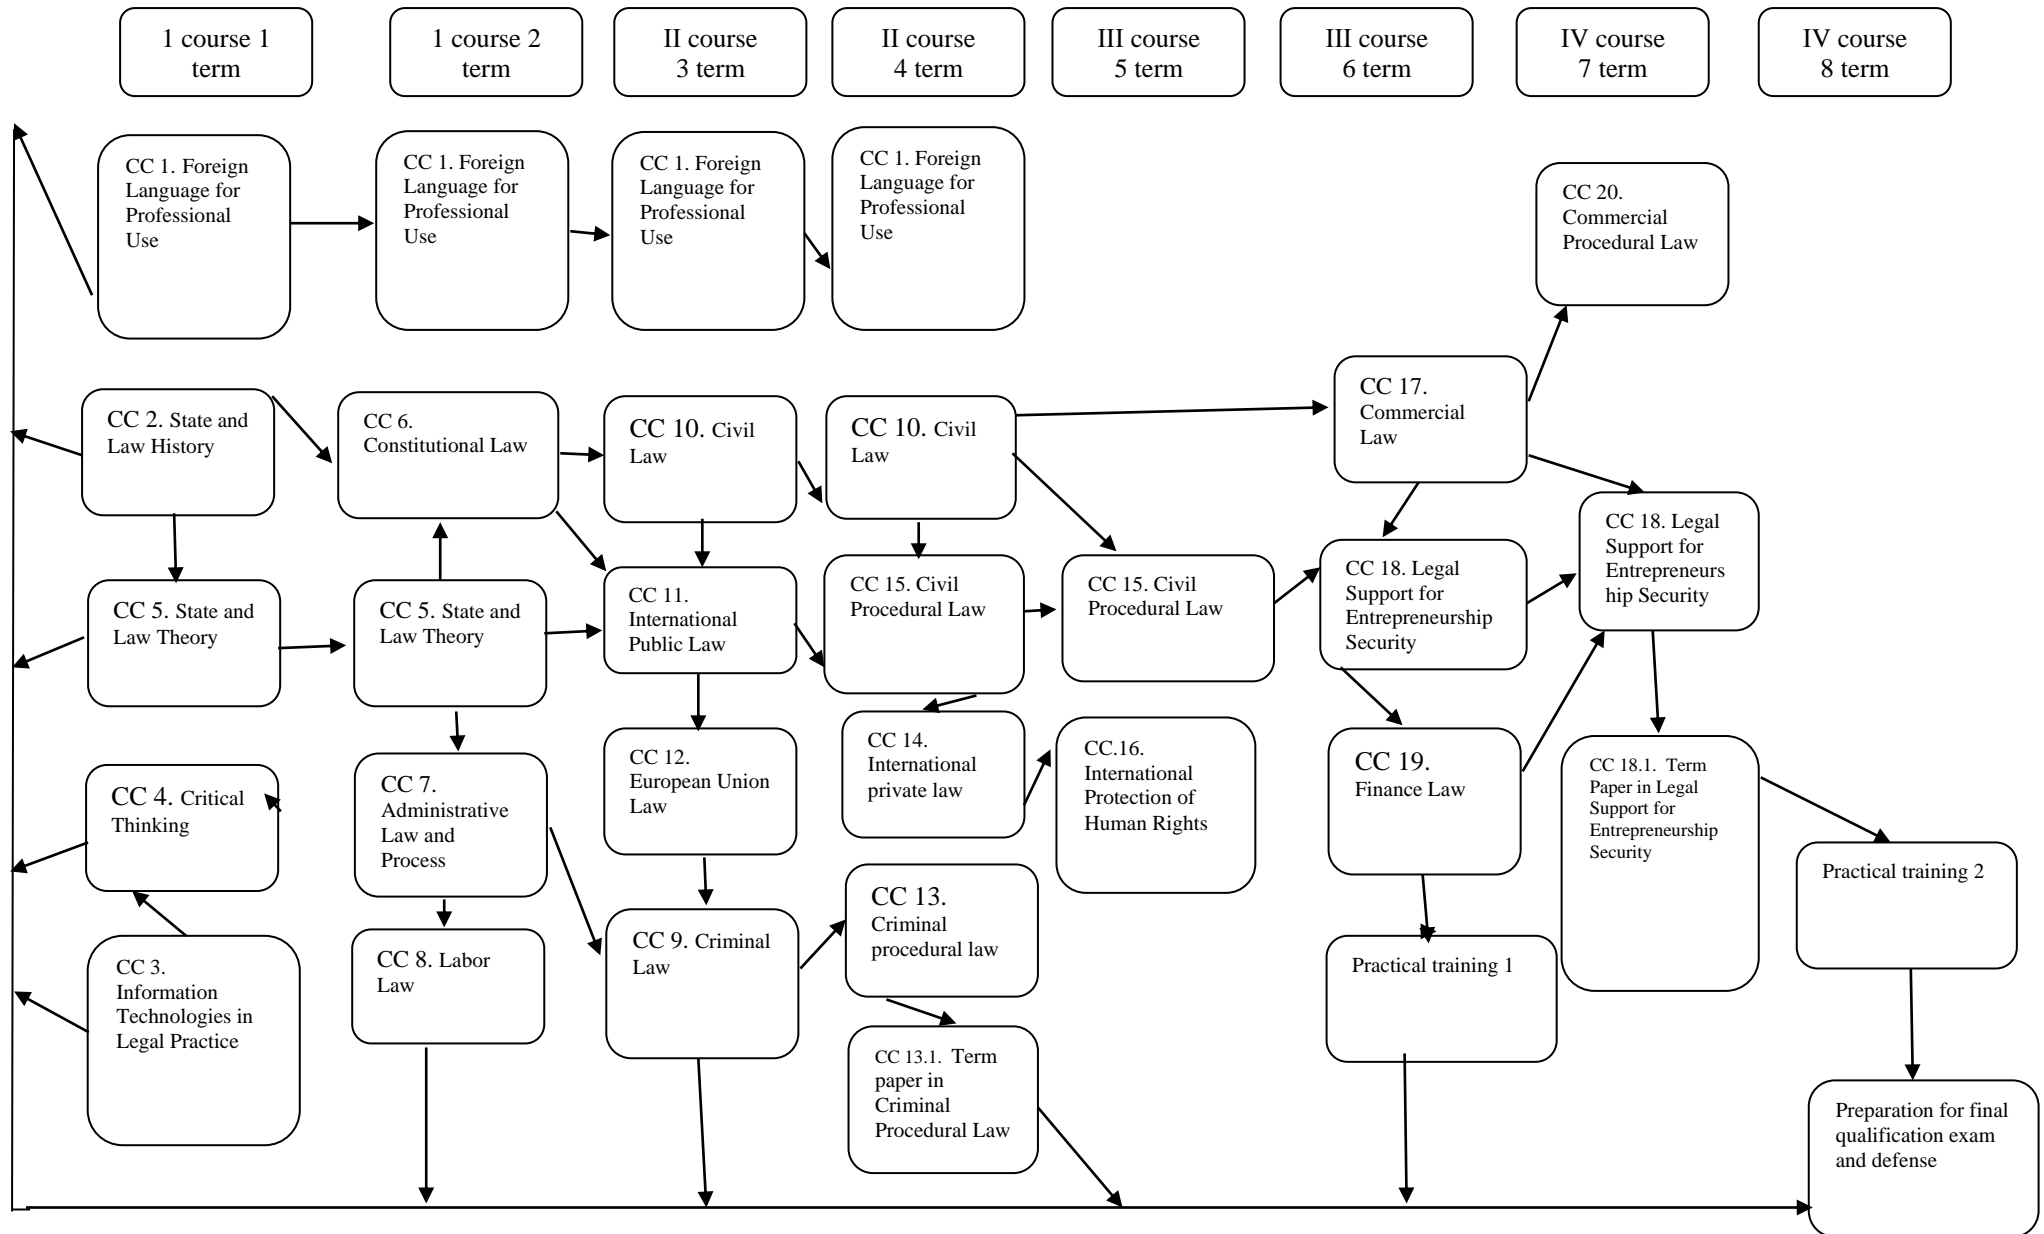 1 course 1
term
1 course 2
term
II course
3 term
II course
4 term
III course
5 term
III course
6 term
IV course
7 term
IV course
8 term
CC 1. Foreign
Language for
Professional
Use
CC 1. Foreign
Language for
Professional
Use
CC 1. Foreign
Language for
Professional
Use
CC 1. Foreign
Language for
Professional
Use
CC 20.
Commercial
Procedural Law
CC 2. State and
Law History
CC 6.
Constitutional Law
CC 10. Civil
Law
CC 10. Civil
Law
CC 17.
Commercial
Law
CC 18. Legal
Support for
Entrepreneurs
hip Security
CC 5. State and
Law Theory
CC 5. State and
Law Theory
CC 11.
International
Public Law
CC 15. Civil
Procedural Law
CC 15. Civil
Procedural Law
CC 18. Legal
Support for
Entrepreneurship
Security
CC 4. Critical
Thinking
CC 7.
Administrative
Law and
Process
CC 12.
European Union
Law
CC 14.
International
private law
CC.16.
International
Protection of
Human Rights
CC 19.
Finance Law
CC 18.1. Term
Paper in Legal
Support for
Entrepreneurship
Security
Practical training 2
CC 3.
Information
Technologies in
Legal Practice
CC 8. Labor
Law
CC 9. Criminal
Law
CC 13.
Criminal
procedural law
Practical training 1
CC 13.1. Term
paper in
Criminal
Procedural Law
Preparation for final
qualification exam
and defense